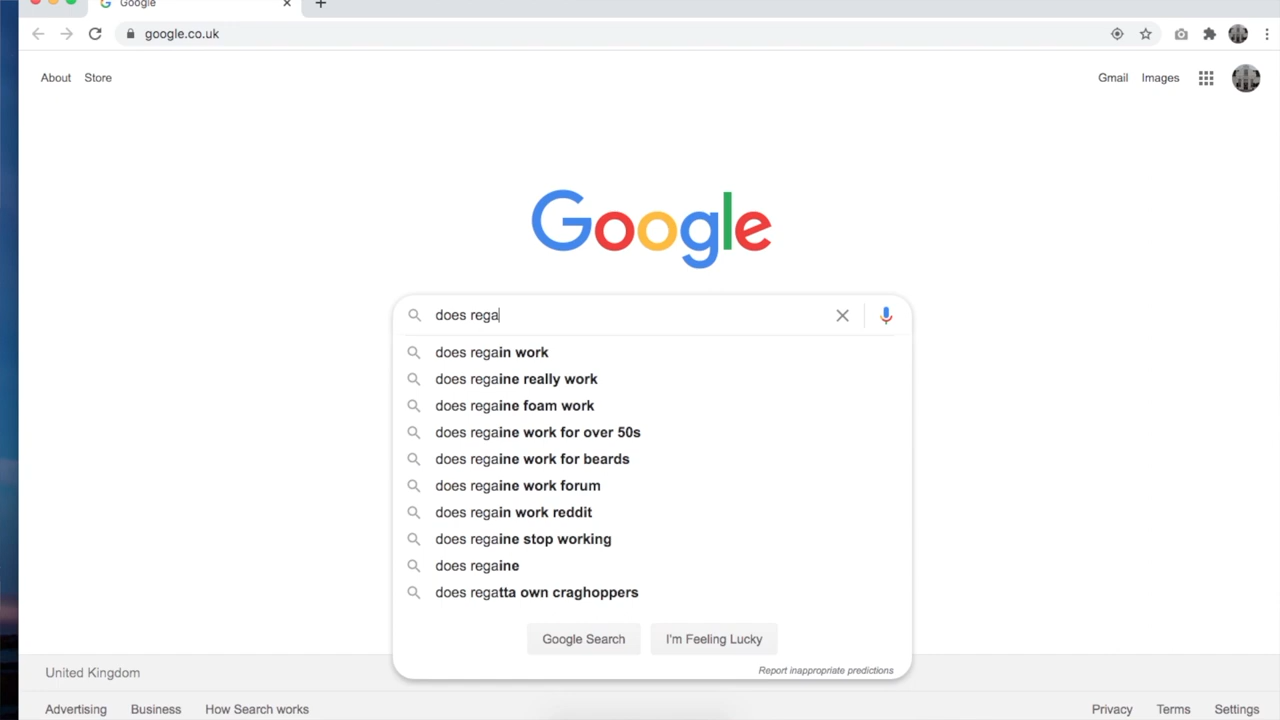 Google
google.co.uk
About Store
Gmail Images
Google
does rega
does regain work
does regaine really work
does regaine foam work
does regaine work for over 50s
does regaine work for beards
does regaine work forum
does regain work reddit
does regaine stop working
does regaine
does regatta own craghoppers
Google Search I'm Feeling Lucky
Report inappropriate predictions
United Kingdom
Advertising Business How Search works
Privacy Terms Settings